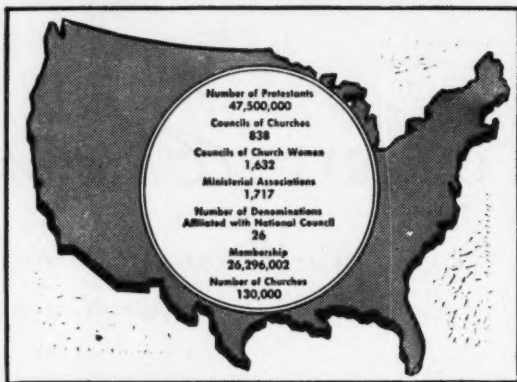 Number of Protestants
47,500,000
Councils of Churches
838
Councils of Church Women
1,632
Ministerial Associations
1,717
Number of Denominations
Affiliated with National Council
26
Membership
26,296,002
Number of Churches
130,000